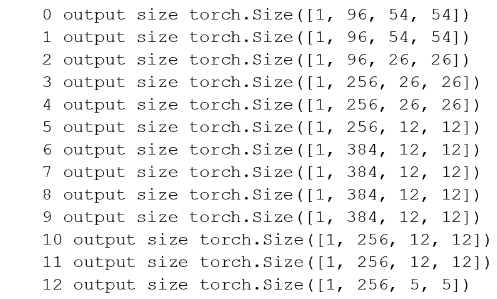 0 output size torch.Size([1, 96, 54, 54])
1 output size torch.Size([1, 96, 54, 54])
2 output size torch.Size([1, 96, 26, 26])
3 output size torch.Size([1, 256, 26, 26])
4 output size torch.Size([1, 256, 26, 26])
5 output size torch.Size([1, 256, 12, 12])
6 output size torch.Size([1, 384, 12, 12])
7 output size torch.Size([1, 384, 12, 12])
8 output size torch.Size([1, 384, 12, 12])
9 output size torch.Size([1, 384, 12, 12])
10 output size torch.Size([1, 256, 12, 12])
11 output size torch.Size([1, 256, 12, 12])
12 output size torch.Size([1, 256, 5, 5])